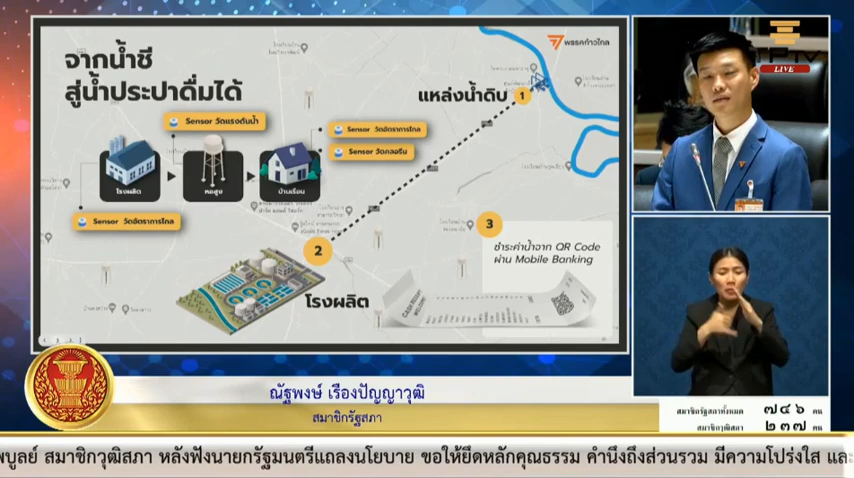 จากน้ำชี
สู่น้ำประปาดื่มได้
พรรคก้าวไกล
LIVE
แหล่งน้ำดิบ
1
Sensor วัดแรงดันน้ำ
Sensor วัดอัตราการไหล
Sensor วัดคลอรีน
โรงผลิต
หอสูง
บ้านเรือน
Sensor วัดอัตราการไหล
2
โรงผลิต
3
ชำระค่าน้ำจาก QR Code
ผ่าน Mobile Banking
CASH RECEIPT
WELCOME
ณัฐพงษ์ เรืองปัญญาวุฒิ
สมาชิกรัฐสภา
สมาชิกรัฐสภาทั้งหมด ๗๔๖ คน
สมาชิกวุฒิสภา ๒๓๗ คน
พบูลย์ สมาชิกวุฒิสภา หลังฟังนายกรัฐมนตรีแถลงนโยบาย ขอให้ยึดหลักคุณธรรม คำนึงถึงส่วนรวม มีความโปร่งใส และ